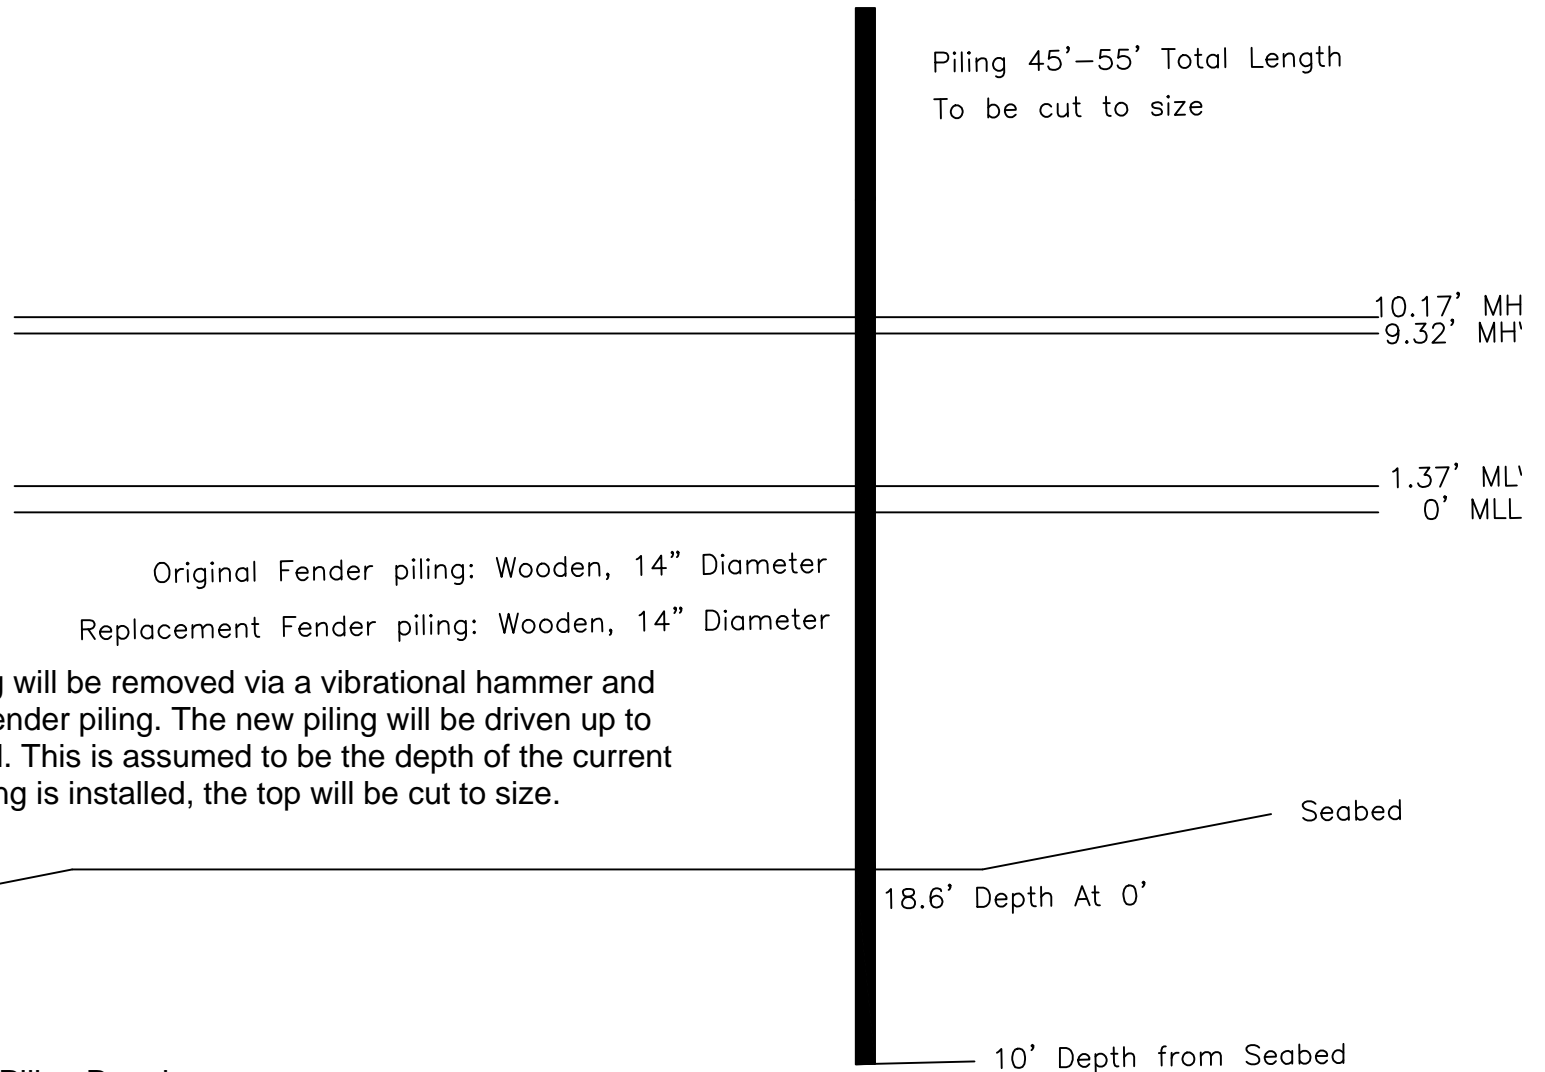 Piling 45’–55’ Total Length
To be cut to size
10.17’ MH
9.32’ MH
1.37’ ML
0’ MLL
Original Fender piling: Wooden, 14” Diameter
Replacement Fender piling: Wooden, 14” Diameter
will be removed via a vibrational hammer and
ender piling. The new piling will be driven up to
. This is assumed to be the depth of the current
ng is installed, the top will be cut to size.
Seabed
18.6’ Depth At 0’
10’ Depth from Seabed